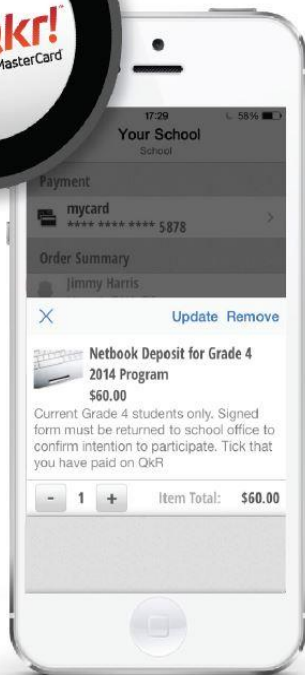 kr!
MasterCard
17:29 58%
Your School
School
Payment
mycard
**** **** **** 5878
Order Summary
Jimmy Harris
Update Remove
Netbook Deposit for Grade 4
2014 Program
$60.00
Current Grade 4 students only. Signed
form must be returned to school office to
confirm intention to participate. Tick that
you have paid on QkR
- 1 + Item Total: $60.00